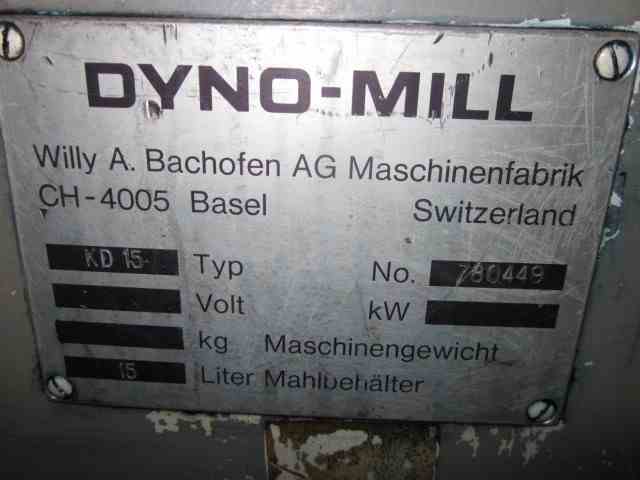 DYNO-MILL
Willy A. Bachofen AG Maschinenfabrik
CH-4005 Basel Switzerland
KD 15 Typ No. 780449
Volt kW
kg Maschinengewicht
15 Liter Mahlbehälter